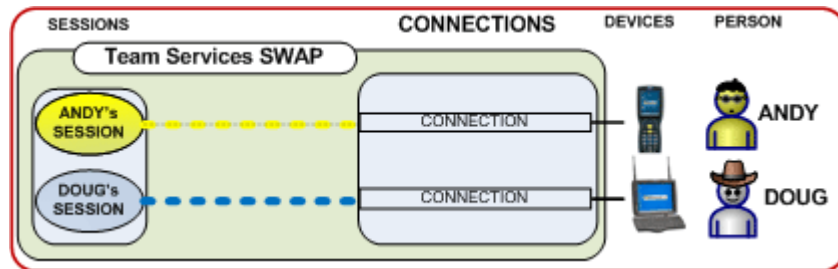 SESSIONS CONNECTIONS DEVICES PERSON
Team Services SWAP
ANDY's
SESSION
CONNECTION
ANDY
DOUG's
SESSION
CONNECTION
DOUG